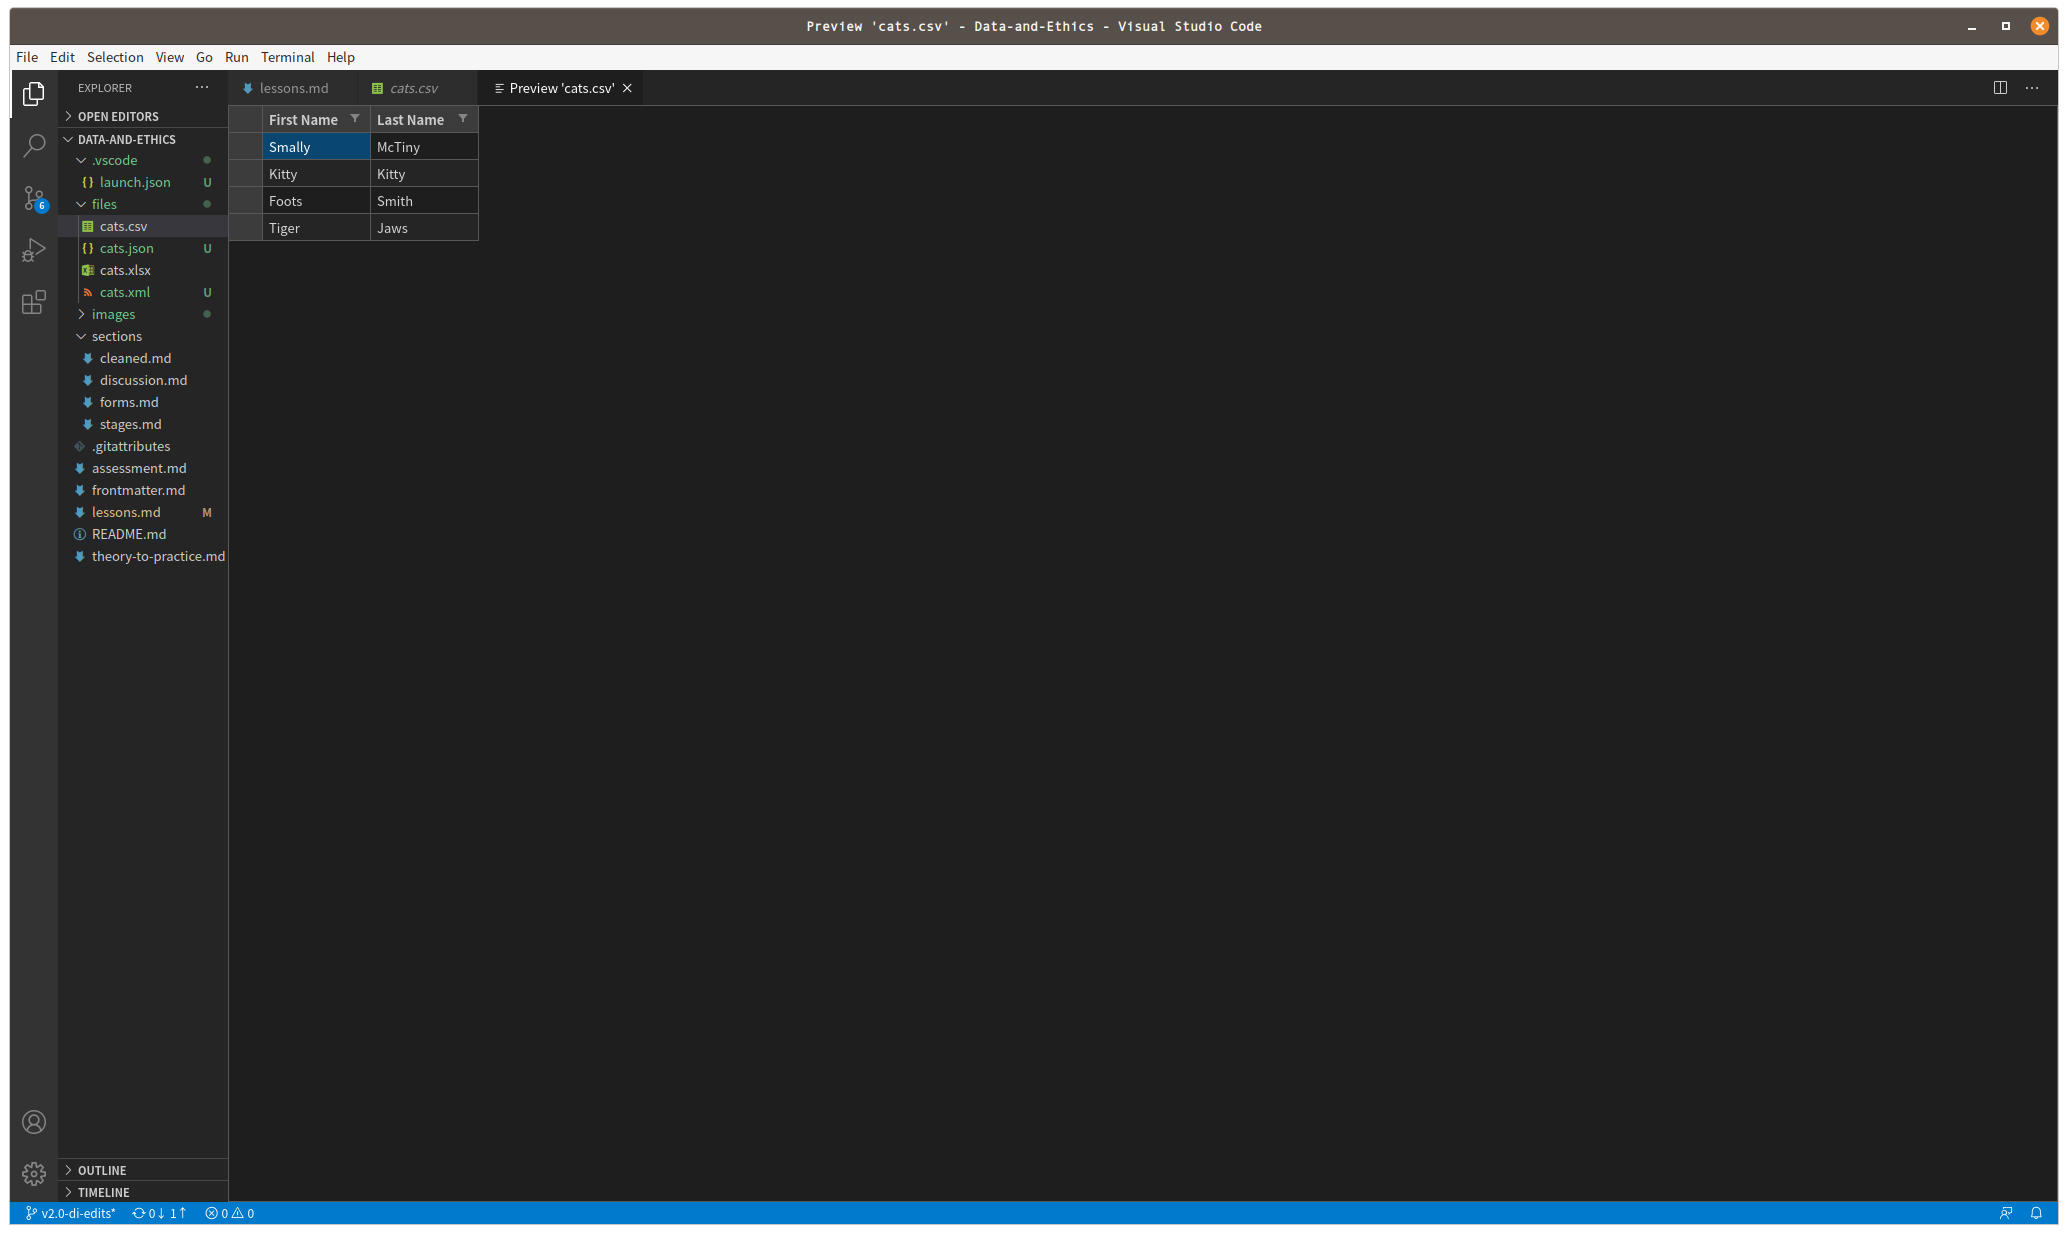 Preview 'cats.csv' - Data-and-Ethics - Visual Studio Code
File Edit Selection View Go Run Terminal Help
EXPLORER
OPEN EDITORS
DATA-AND-ETHICS
.vscode
launch.json U
files
cats.csv
cats.json U
cats.xlsx
cats.xml U
images
sections
cleaned.md
discussion.md
forms.md
stages.md
.gitattributes
assessment.md
frontmatter.md
lessons.md M
README.md
theory-to-practice.md
OUTLINE
TIMELINE
6
lessons.md cats.csv Preview 'cats.csv'
First Name Last Name
Smally McTiny
Kitty Kitty
Foots Smith
Tiger Jaws
v2.0-di-edits* 0↓ 1↑ 0 0